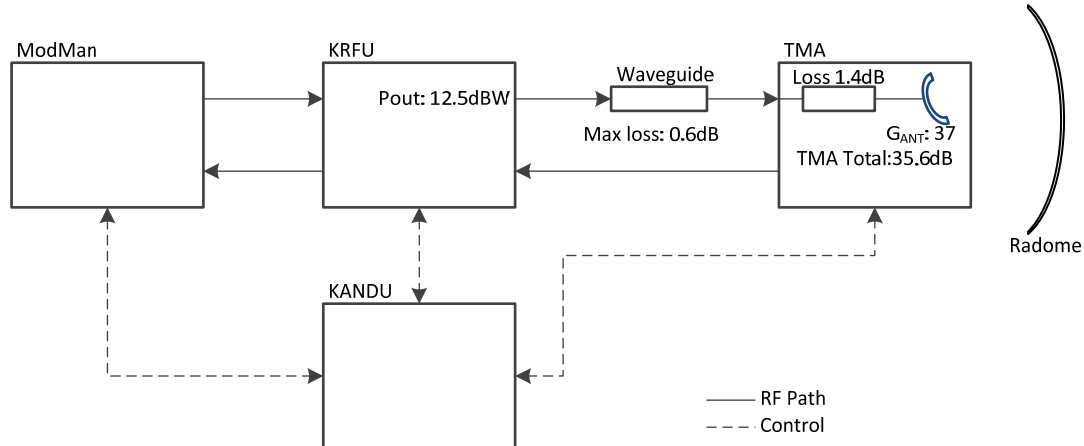 ModMan
KRFU
TMA
Pout: 12.5dBW
Waveguide
Max loss: 0.6dB
Loss 1.4dB
GANT: 37
TMA Total:35.6dB
Radome
KANDU
RF Path
Control